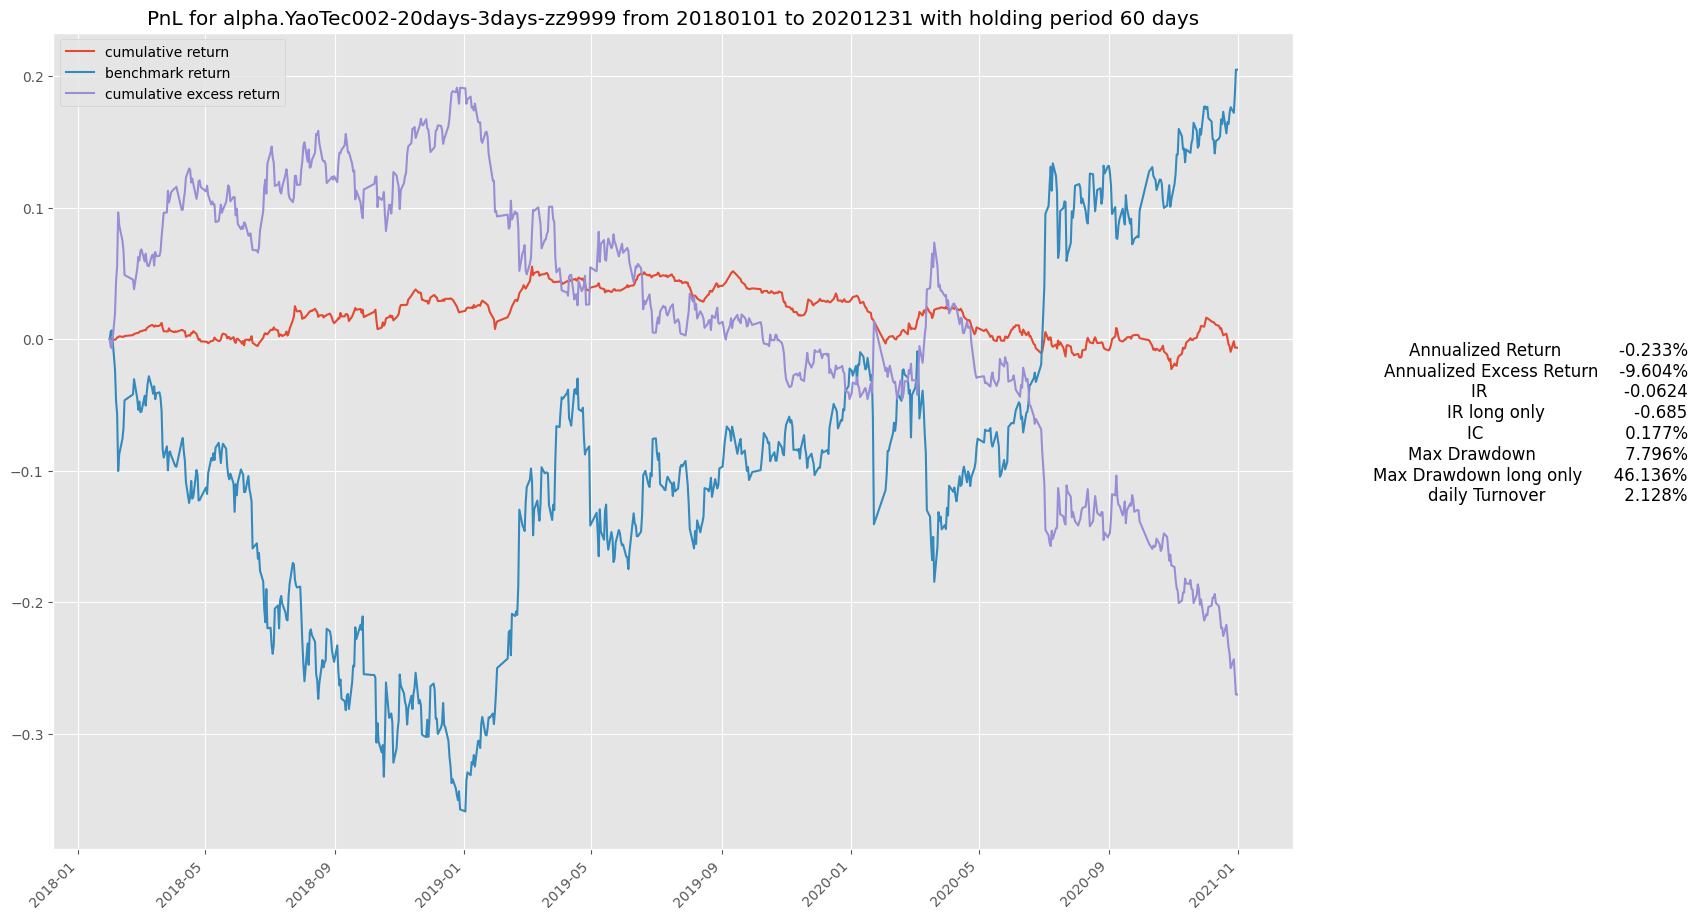 PnL for alpha.YaoTec002-20days-3days-zz9999 from 20180101 to 20201231 with holding period 60 days
cumulative return
benchmark return
cumulative excess return
0.2
0.1
0.0
−0.1
−0.2
−0.3
2018-01
2018-05
2018-09
2019-01
2019-05
2019-09
2020-01
2020-05
2020-09
2021-01
Annualized Return -0.233%
Annualized Excess Return -9.604%
IR -0.0624
IR long only -0.685
IC 0.177%
Max Drawdown 7.796%
Max Drawdown long only 46.136%
daily Turnover 2.128%